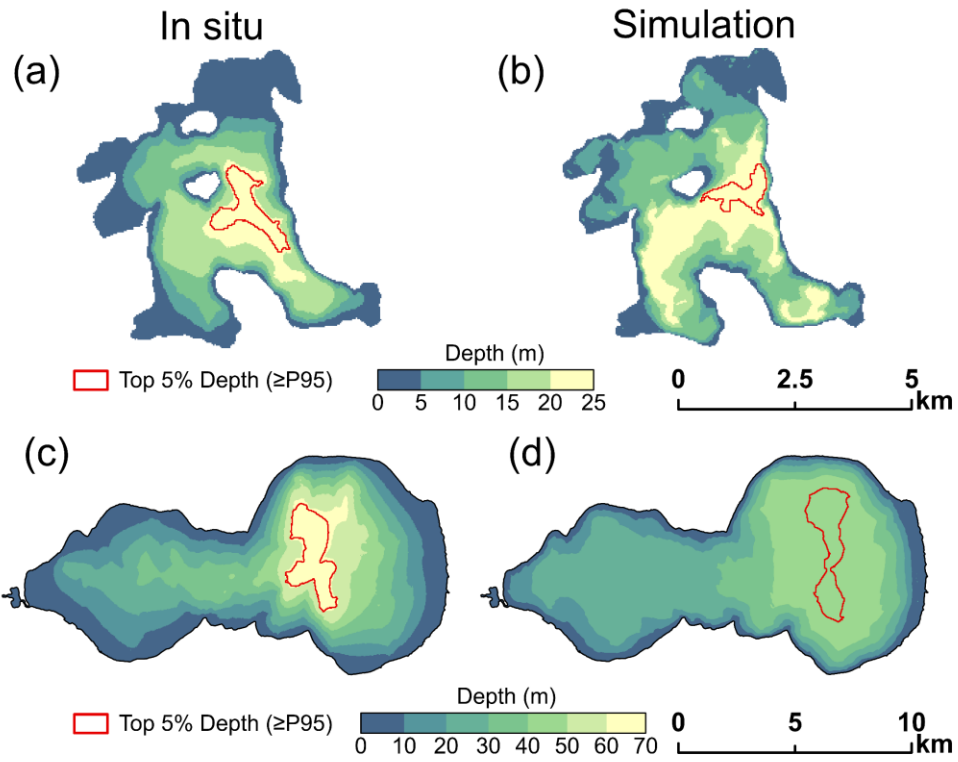 In situ Simulation
(a) (b)
Top 5% Depth (≥P95)
Depth (m)
0 5 10 15 20 25
0 2.5 5
km
(c) (d)
Top 5% Depth (≥P95)
Depth (m)
0 10 20 30 40 50 60 70
0 5 10
km